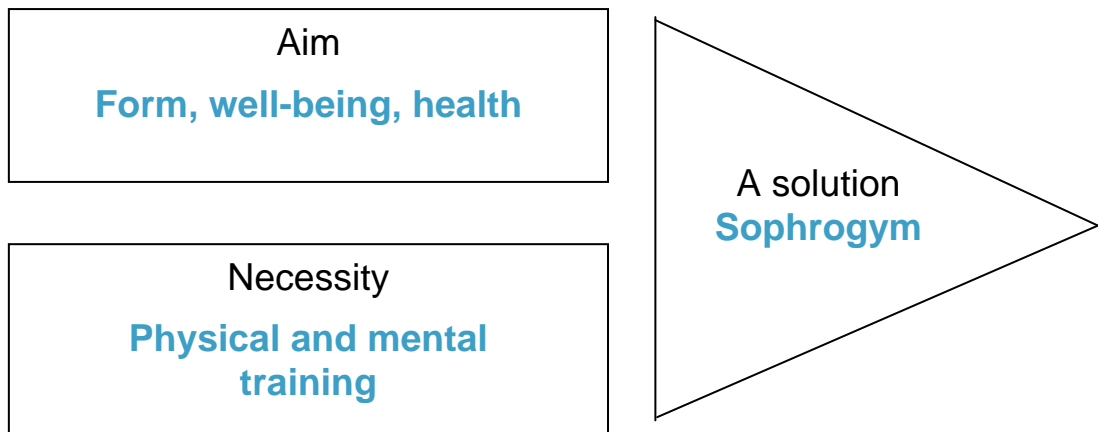 Aim
Form, well-being, health
Necessity
Physical and mental
training
A solution
Sophrogym